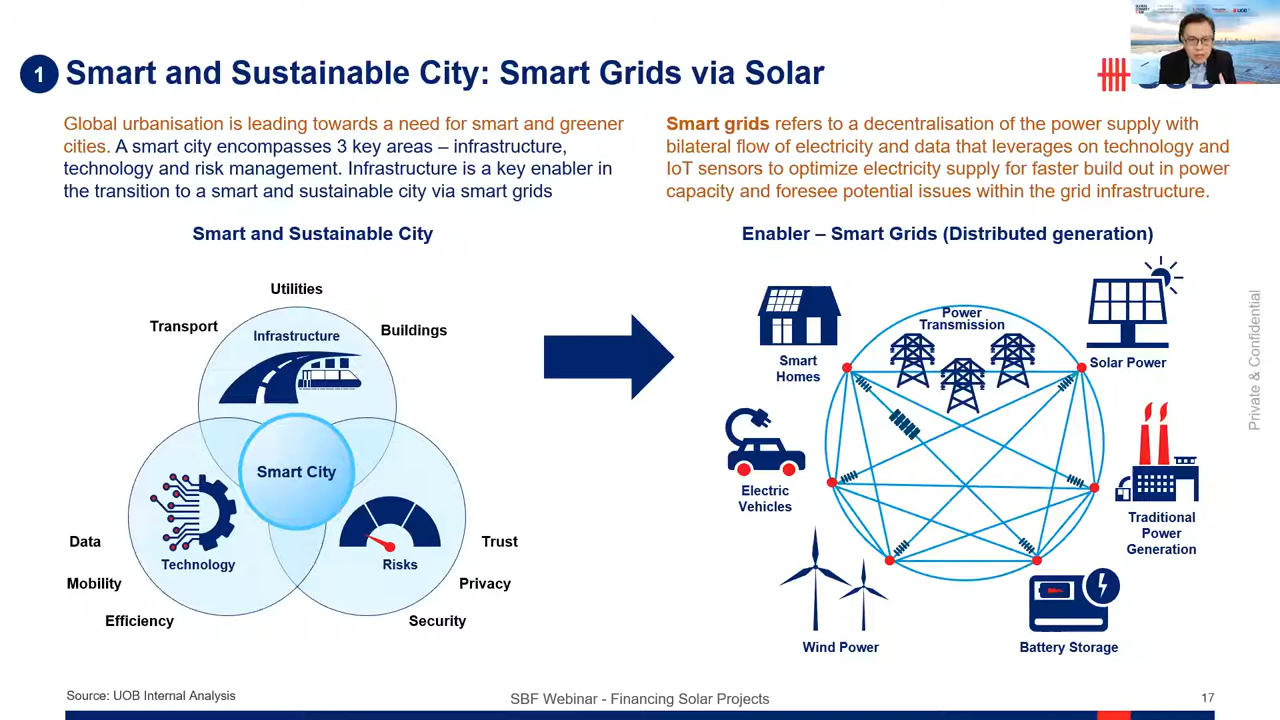 1 Smart and Sustainable City: Smart Grids via Solar
Global urbanisation is leading towards a need for smart and greener
cities. A smart city encompasses 3 key areas – infrastructure,
technology and risk management. Infrastructure is a key enabler in
the transition to a smart and sustainable city via smart grids
Smart grids refers to a decentralisation of the power supply with
bilateral flow of electricity and data that leverages on technology and
IoT sensors to optimize electricity supply for faster build out in power
capacity and foresee potential issues within the grid infrastructure.
Smart and Sustainable City
Utilities
Transport
Infrastructure
Buildings
Smart City
Technology
Risks
Data
Mobility
Efficiency
Trust
Privacy
Security
Enabler – Smart Grids (Distributed generation)
Power
Transmission
Smart
Homes
Solar Power
Electric
Vehicles
Traditional
Power
Generation
Wind Power
Battery Storage
Private & Confidential
Source: UOB Internal Analysis
SBF Webinar - Financing Solar Projects
17